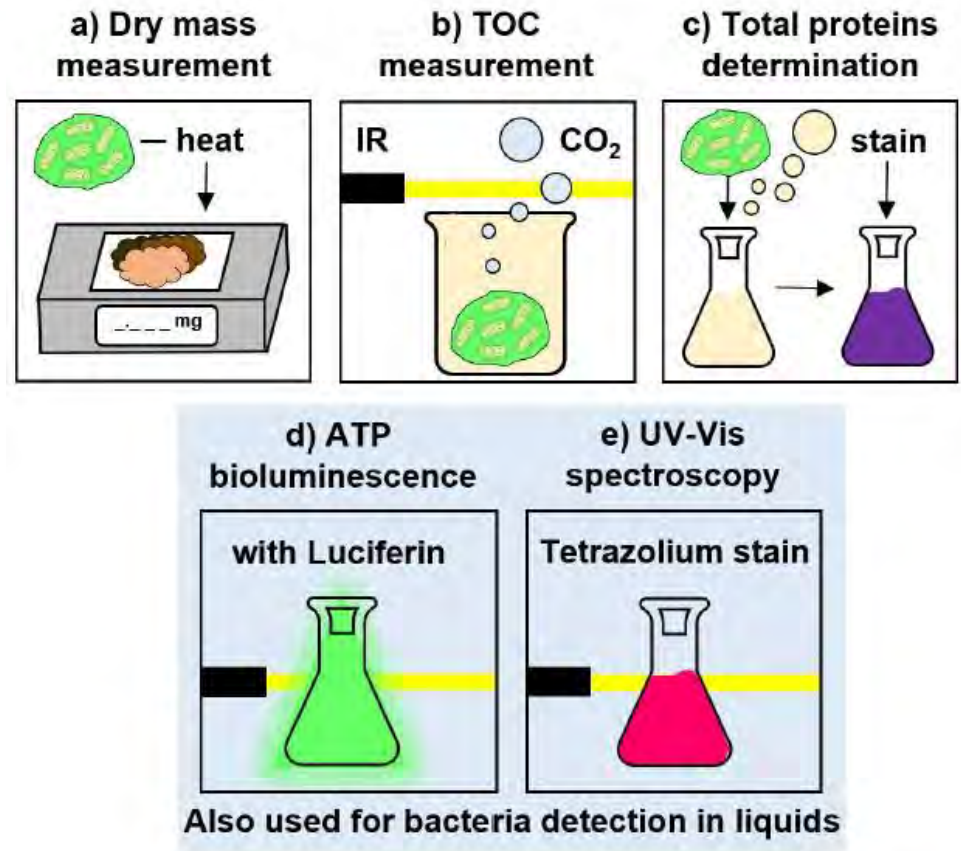 a) Dry mass
measurement
b) TOC
measurement
c) Total proteins
determination
heat
_._ _ _ mg
IR
CO₂
stain
d) ATP
bioluminescence
e) UV-Vis
spectroscopy
with Luciferin
Tetrazolium stain
Also used for bacteria detection in liquids